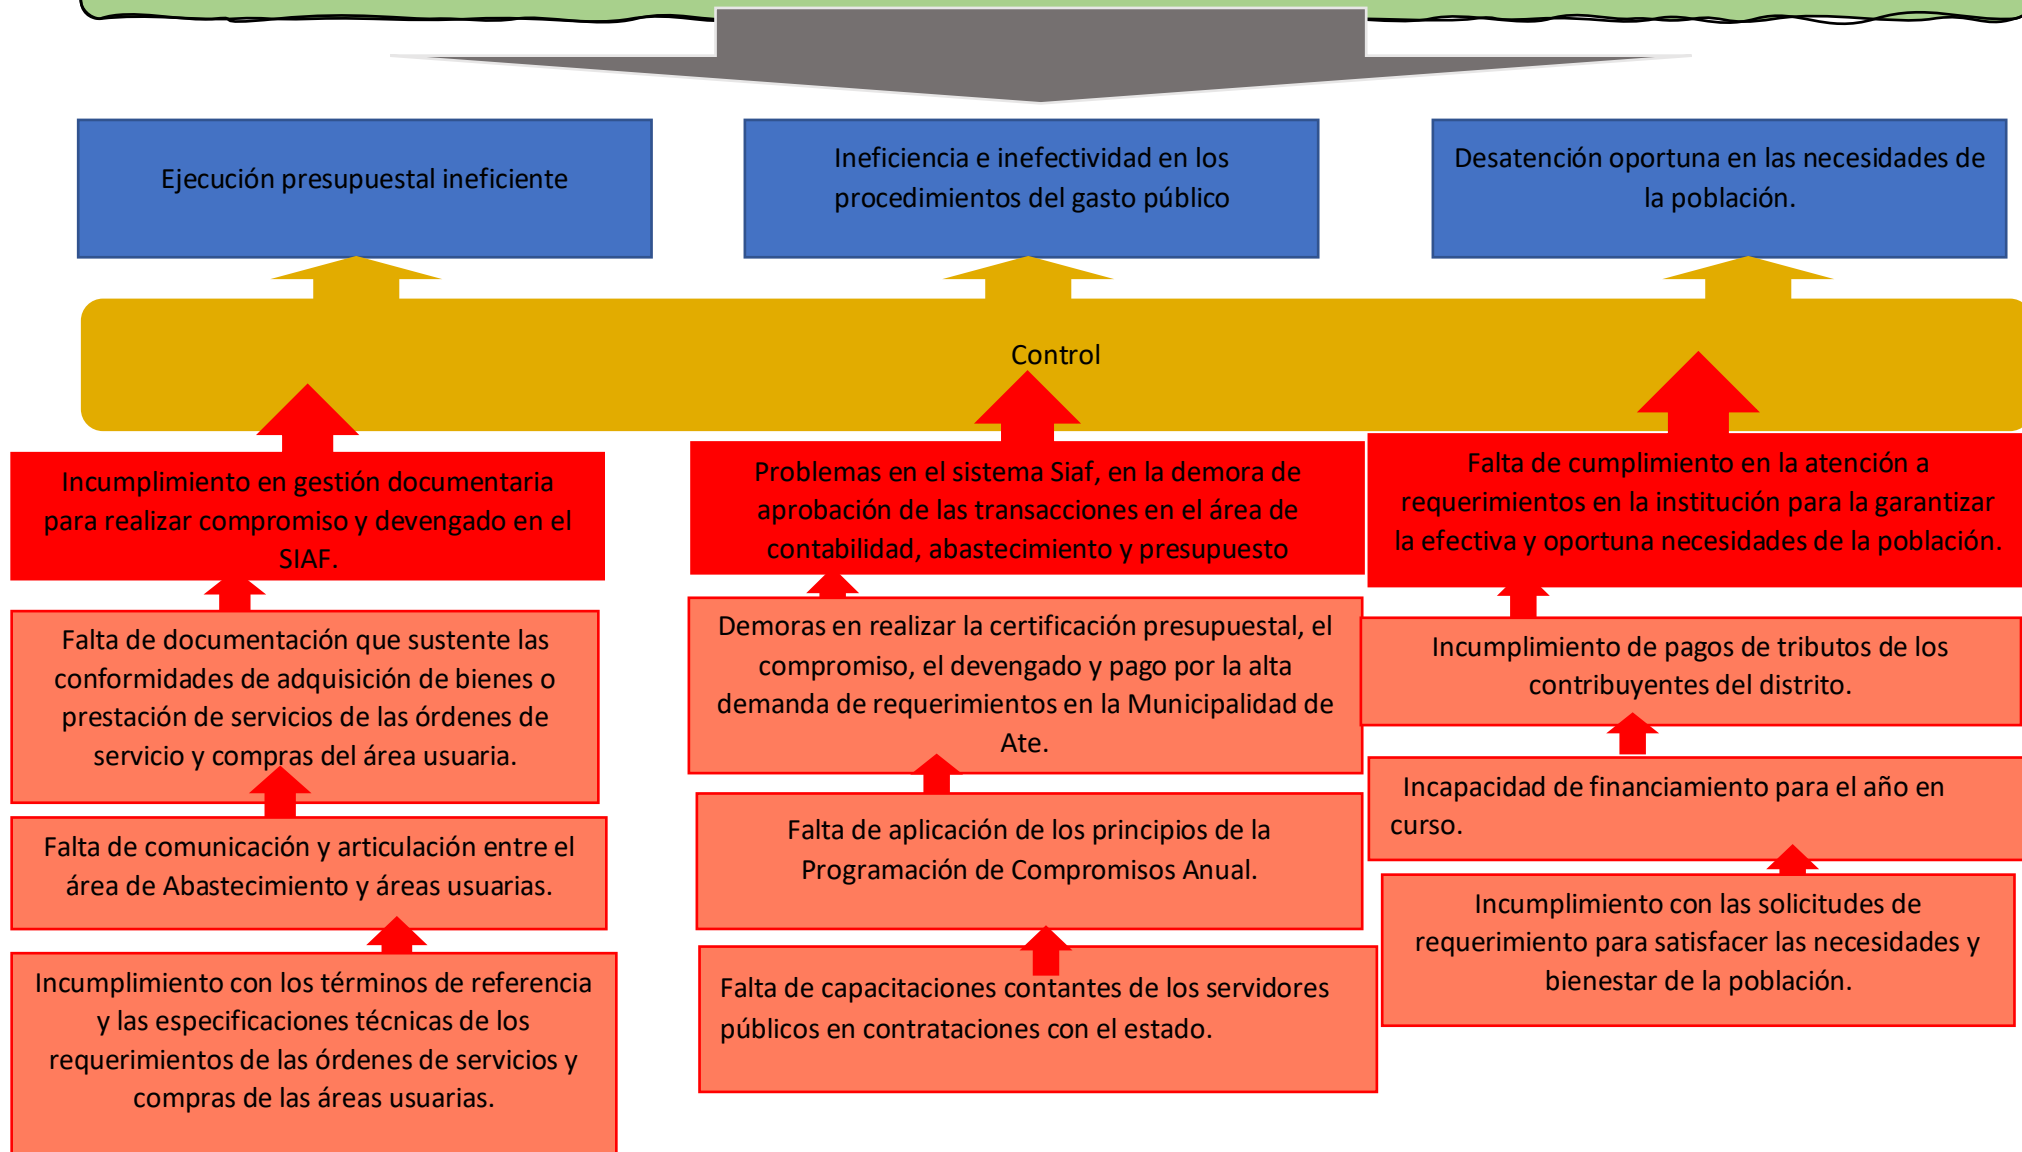 Ejecución presupuestal ineficiente
Ineficiencia e inefectividad en los
procedimientos del gasto público
Desatención oportuna en las necesidades de
la población.
Control
Incumplimiento en gestión documentaria
para realizar compromiso y devengado en el
SIAF.
Falta de documentación que sustente las
conformidades de adquisición de bienes o
prestación de servicios de las órdenes de
servicio y compras del área usuaria.
Falta de comunicación y articulación entre el
área de Abastecimiento y áreas usuarias.
Incumplimiento con los términos de referencia
y las especificaciones técnicas de los
requerimientos de las órdenes de servicios y
compras de las áreas usuarias.
Problemas en el sistema Siaf, en la demora de
aprobación de las transacciones en el área de
contabilidad, abastecimiento y presupuesto
Demoras en realizar la certificación presupuestal, el
compromiso, el devengado y pago por la alta
demanda de requerimientos en la Municipalidad de
Ate.
Falta de aplicación de los principios de la
Programación de Compromisos Anual.
Falta de capacitaciones contantes de los servidores
públicos en contrataciones con el estado.
Falta de cumplimiento en la atención a
requerimientos en la institución para la garantizar
la efectiva y oportuna necesidades de la población.
Incumplimiento de pagos de tributos de los
contribuyentes del distrito.
Incapacidad de financiamiento para el año en
curso.
Incumplimiento con las solicitudes de
requerimiento para satisfacer las necesidades y
bienestar de la población.